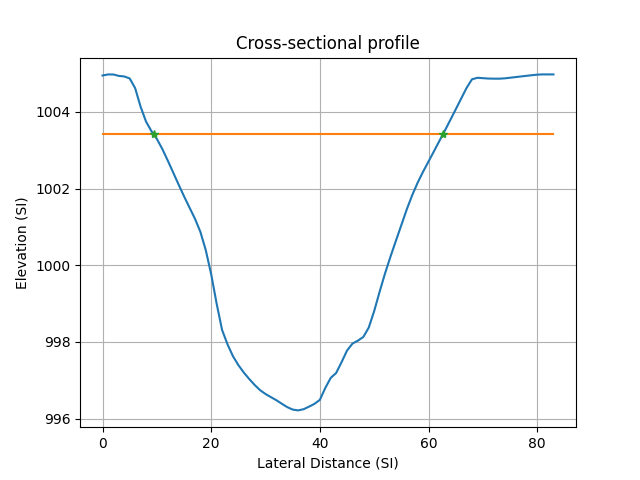 Cross-sectional profile
Elevation (SI)
1004
1002
1000
998
996
0 20 40 60 80
Lateral Distance (SI)